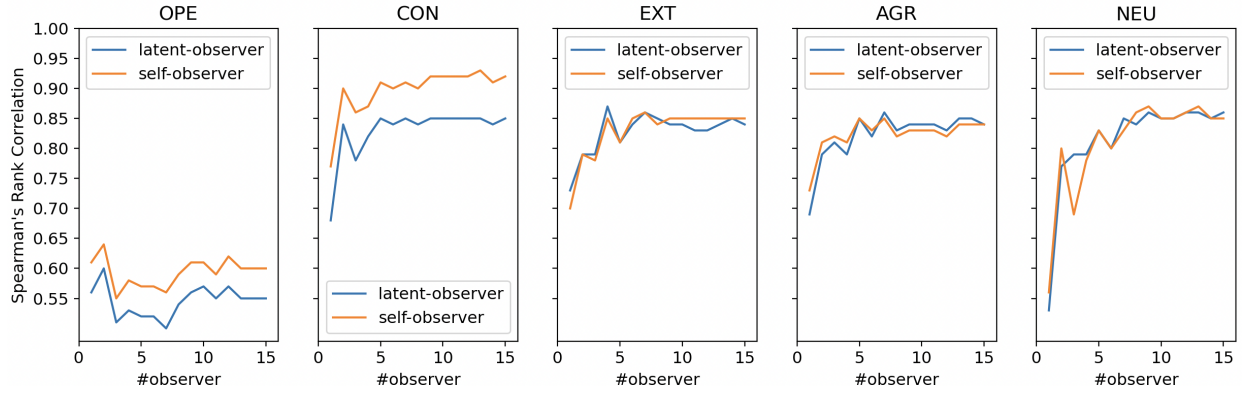 OPE
CON
EXT
AGR
NEU
Spearman's Rank Correlation
1.00
0.95
0.90
0.85
0.80
0.75
0.70
0.65
0.60
0.55
latent-observer
self-observer
0
5
10
15
#observer
latent-observer
self-observer
0
5
10
15
#observer
latent-observer
self-observer
0
5
10
15
#observer
latent-observer
self-observer
0
5
10
15
#observer
latent-observer
self-observer
0
5
10
15
#observer